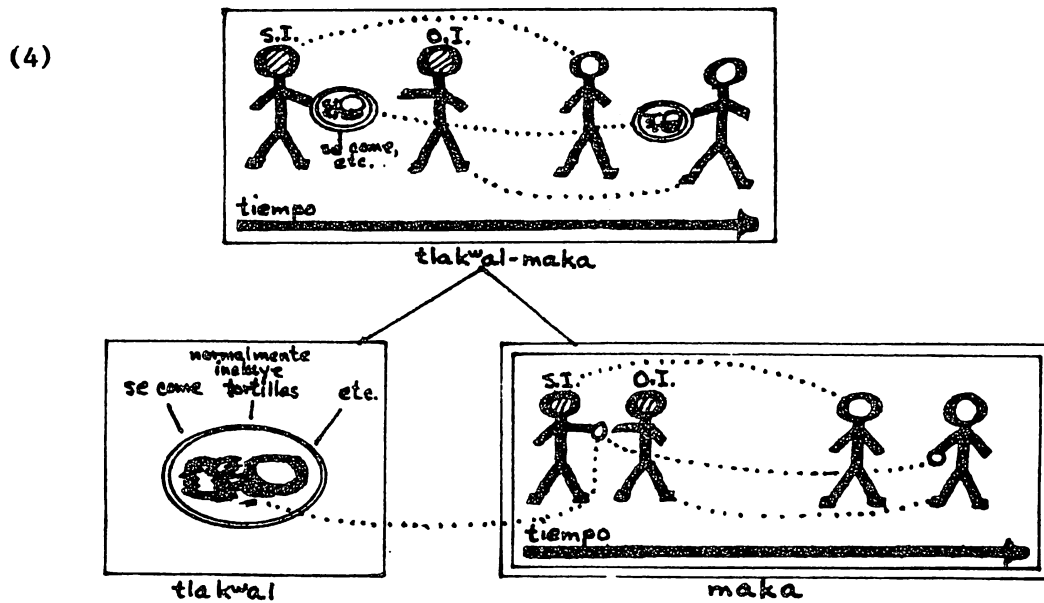 (4)
S.I. O.I.
se come,
etc..
tiempo
tlakʷal-maka
normalmente
incluye
se come tortillas etc.
tlakʷal
S.I. O.I.
tiempo
maka